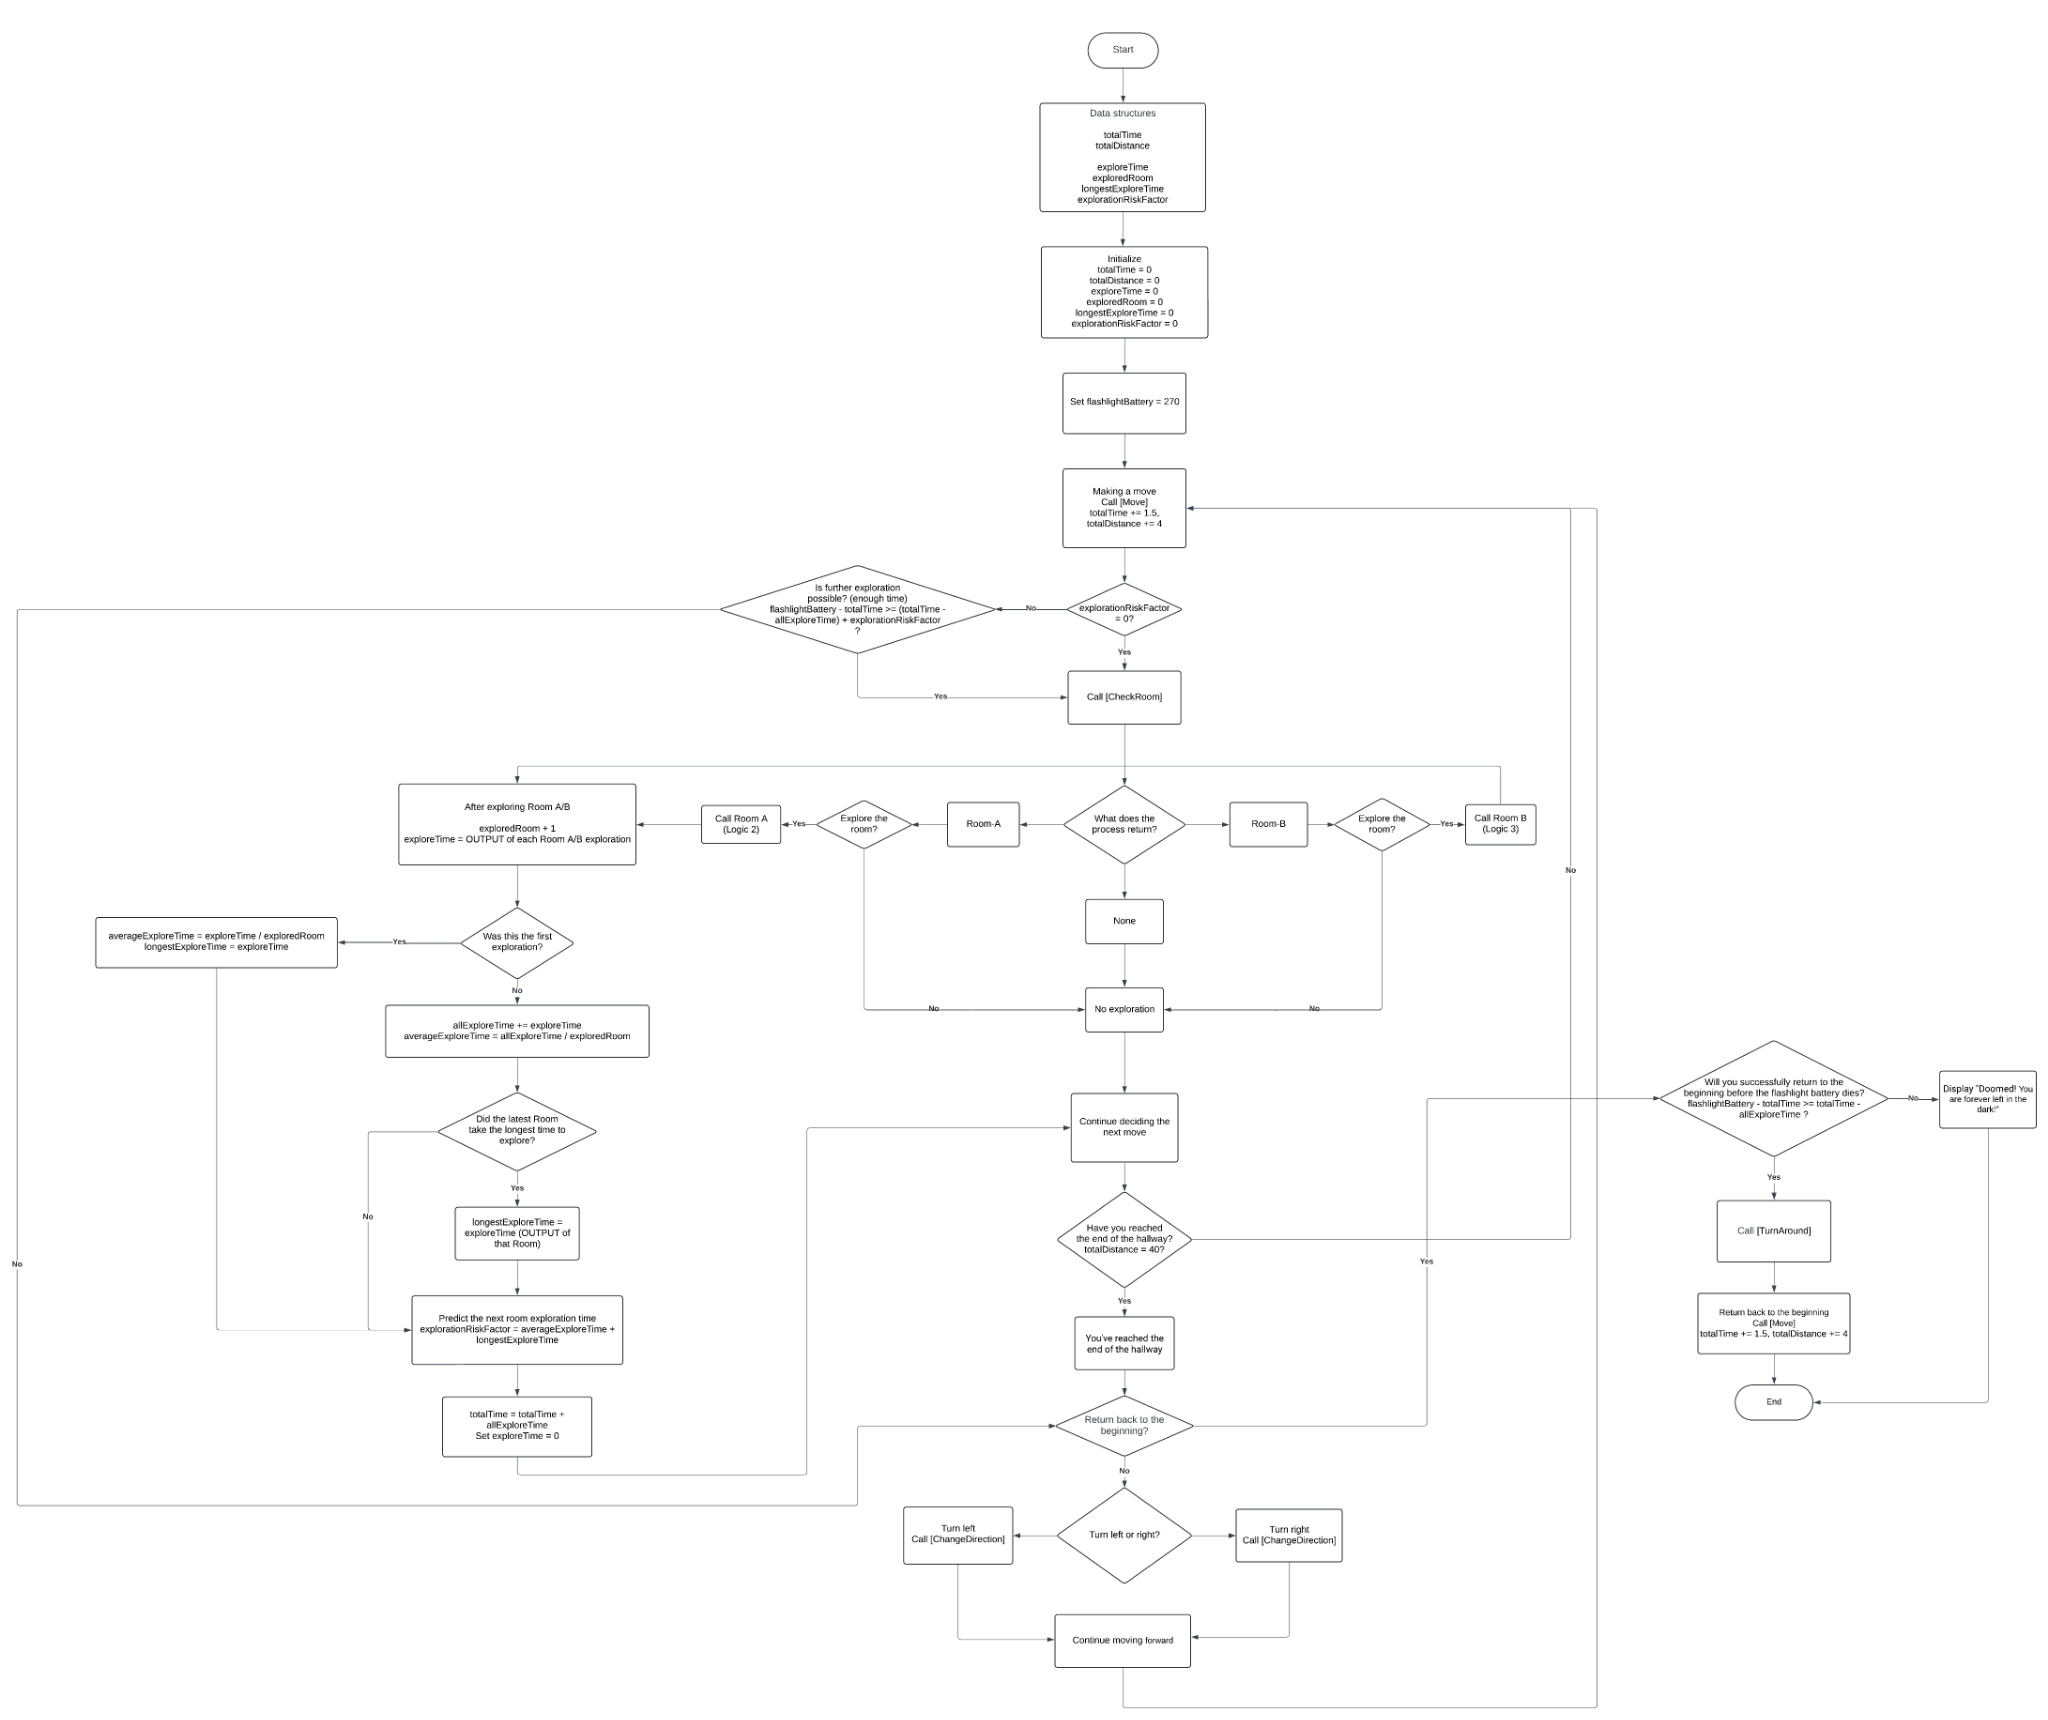 Start
Data structures
totalTime
totalDistance
exploreTime
exploredRoom
longestExploreTime
explorationRiskFactor
Initialize
totalTime = 0
totalDistance = 0
exploreTime = 0
exploredRoom = 0
longestExploreTime = 0
explorationRiskFactor = 0
Set flashlightBattery = 270
Making a move
Call [Move]
totalTime += 1.5,
totalDistance += 4
Is further exploration
possible? (enough time)
flashlightBattery - totalTime >= (totalTime -
allExploreTime) + explorationRiskFactor
?
No
explorationRiskFactor
= 0?
Yes
Call [CheckRoom]
Yes
After exploring Room A/B
exploredRoom + 1
exploreTime = OUTPUT of each Room A/B exploration
Call Room A
(Logic 2)
Yes
Explore the
room?
Room-A
What does the
process return?
Room-B
Explore the
room?
Yes
Call Room B
(Logic 3)
No
None
averageExploreTime = exploreTime / exploredRoom
longestExploreTime = exploreTime
Yes
Was this the first
exploration?
No
No
No exploration
No
allExploreTime += exploreTime
averageExploreTime = allExploreTime / exploredRoom
Did the latest Room
take the longest time to
explore?
Continue deciding the
next move
Will you successfully return to the
beginning before the flashlight battery dies?
flashlightBattery - totalTime >= totalTime -
allExploreTime ?
No
Display "Doomed! You
are forever left in the
dark!"
Yes
No
Yes
longestExploreTime =
exploreTime (OUTPUT of
that Room)
Have you reached
the end of the hallway?
totalDistance = 40?
Call [TurnAround]
No
Yes
Yes
Predict the next room exploration time
explorationRiskFactor = averageExploreTime +
longestExploreTime
You've reached the
end of the hallway
Return back to the beginning
Call [Move]
totalTime += 1.5, totalDistance += 4
totalTime = totalTime +
allExploreTime
Set exploreTime = 0
Return back to the
beginning?
End
No
Turn left
Call [ChangeDirection]
Turn left or right?
Turn right
Call [ChangeDirection]
Continue moving forward